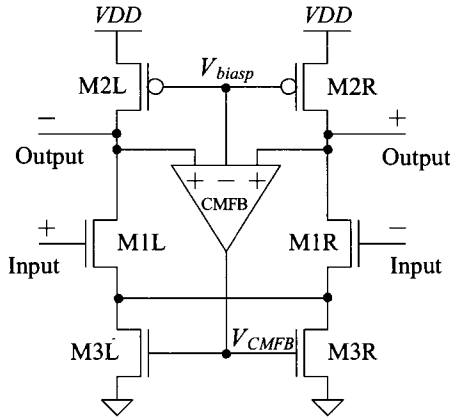 VDD VDD
M2L V_biasp M2R
− +
Output Output
+ − +
CMFB
+ M1L M1R −
Input Input
M3L V_CMFB M3R